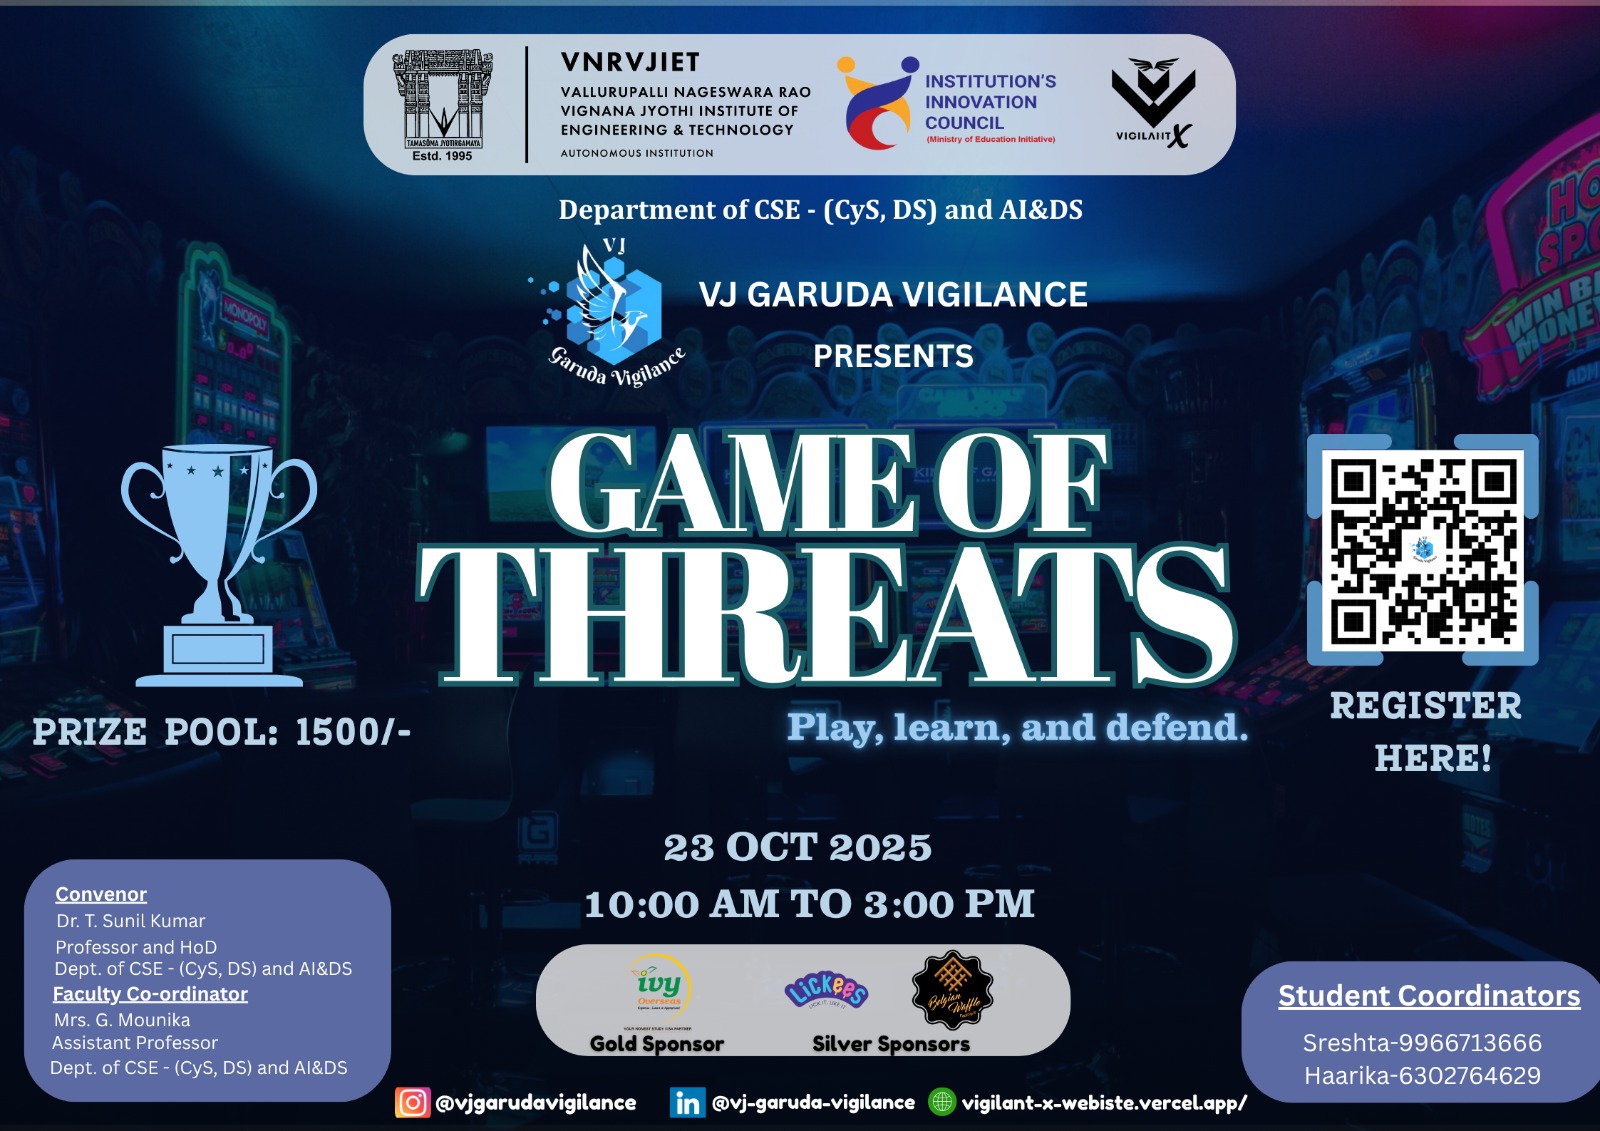 VNRVJIET
VALLURUPALLI NAGESWARA RAO
VIGNANA JYOTHI INSTITUTE OF
ENGINEERING & TECHNOLOGY
AUTONOMOUS INSTITUTION
TAMASOMA JYOTIRGAMAYA
Estd. 1995
INSTITUTION'S
INNOVATION
COUNCIL
(Ministry of Education Initiative)
VIGILANT X
Department of CSE - (CyS, DS) and AI&DS
VJ
Garuda Vigilance
VJ GARUDA VIGILANCE
PRESENTS
MONOPOLY
GAME OF
THREATS
Play, learn, and defend.
PRIZE POOL: 1500/-
REGISTER
HERE!
23 OCT 2025
10:00 AM TO 3:00 PM
Convenor
Dr. T. Sunil Kumar
Professor and HoD
Dept. of CSE - (CyS, DS) and AI&DS
Faculty Co-ordinator
Mrs. G. Mounika
Assistant Professor
Dept. of CSE - (CyS, DS) and AI&DS
ivy
Overseas
Gold Sponsor
LiCKEES
Belgian
Waffle
Silver Sponsors
Student Coordinators
Sreshta-9966713666
Haarika-6302764629
@vjgarudavigilance
@vj-garuda-vigilance
vigilant-x-webiste.vercel.app/